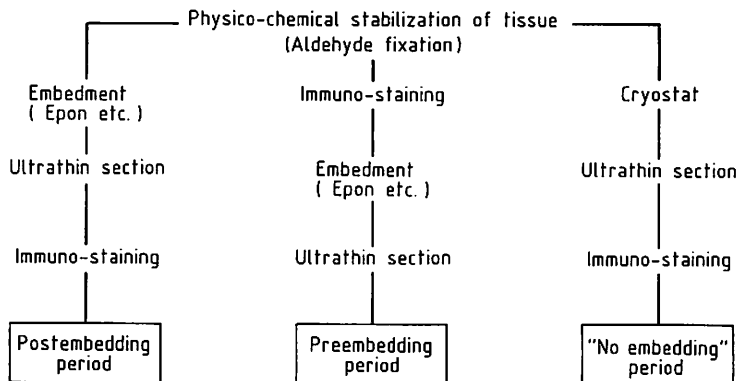 Physico-chemical stabilization of tissue
(Aldehyde fixation)
Embedment
( Epon etc.)
Ultrathin section
Immuno-staining
Postembedding
period
Immuno-staining
Embedment
( Epon etc.)
Ultrathin section
Preembedding
period
Cryostat
Ultrathin section
Immuno-staining
"No embedding"
period